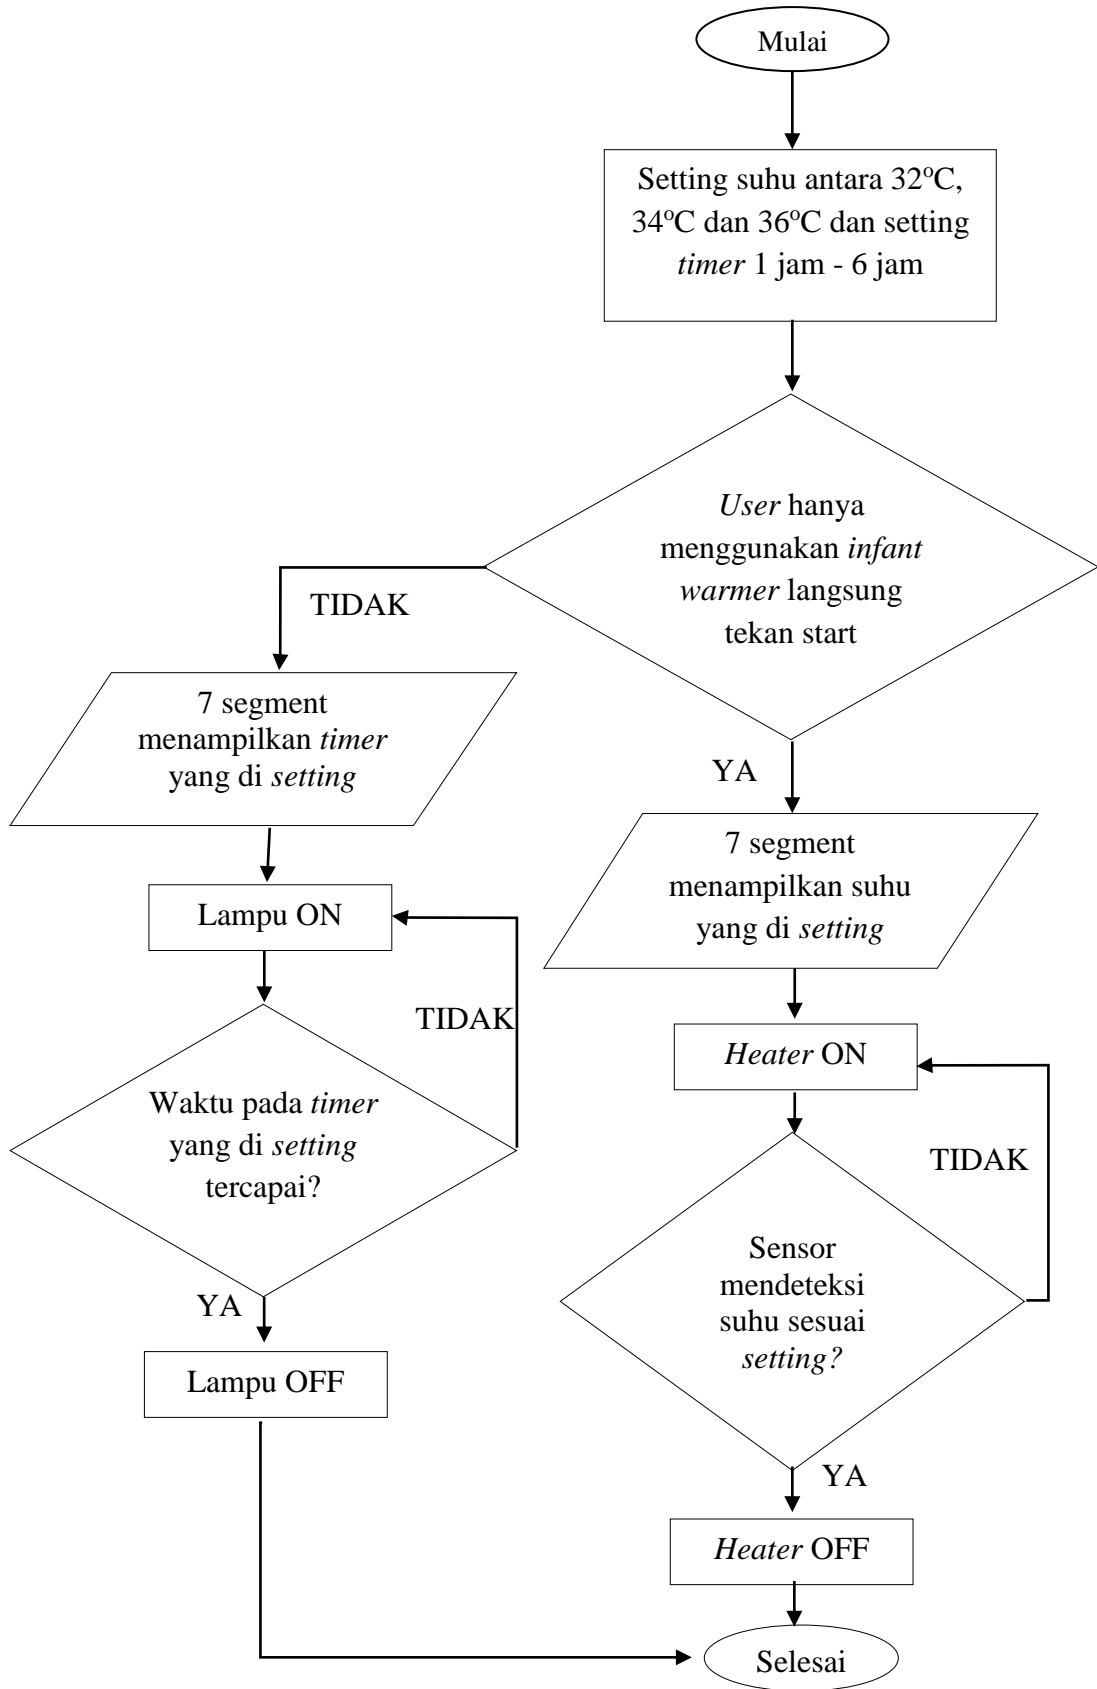 Mulai
Setting suhu antara 32°C,
34°C dan 36°C dan setting
timer 1 jam - 6 jam
User hanya
menggunakan infant
warmer langsung
tekan start
TIDAK
7 segment
menampilkan timer
yang di setting
Lampu ON
TIDAK
Waktu pada timer
yang di setting
tercapai?
YA
Lampu OFF
YA
7 segment
menampilkan suhu
yang di setting
Heater ON
TIDAK
Sensor
mendeteksi
suhu sesuai
setting?
YA
Heater OFF
Selesai